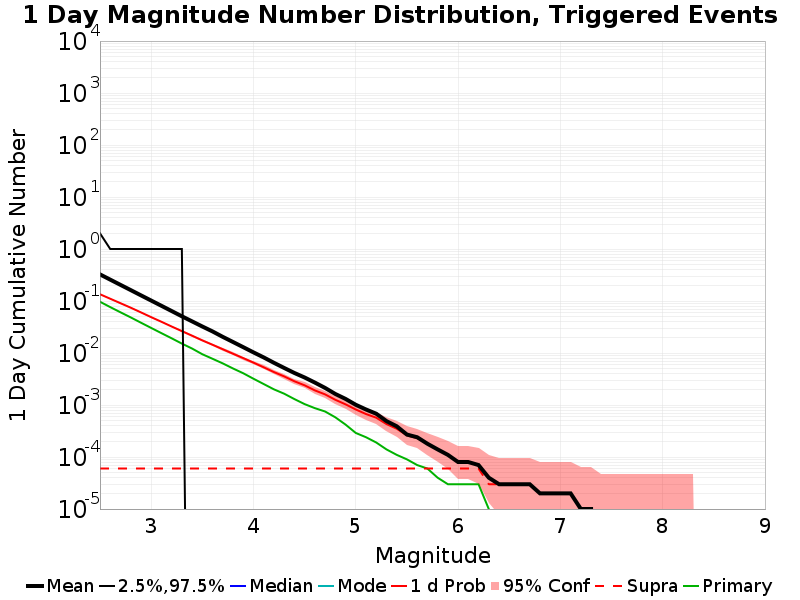 1 Day Magnitude Number Distribution, Triggered Events
1 Day Cumulative Number
10^4
10^3
10^2
10^1
10^0
10^-1
10^-2
10^-3
10^-4
10^-5
3 4 5 6 7 8 9
Magnitude
Mean 2.5%,97.5% Median Mode 1 d Prob 95% Conf Supra Primary